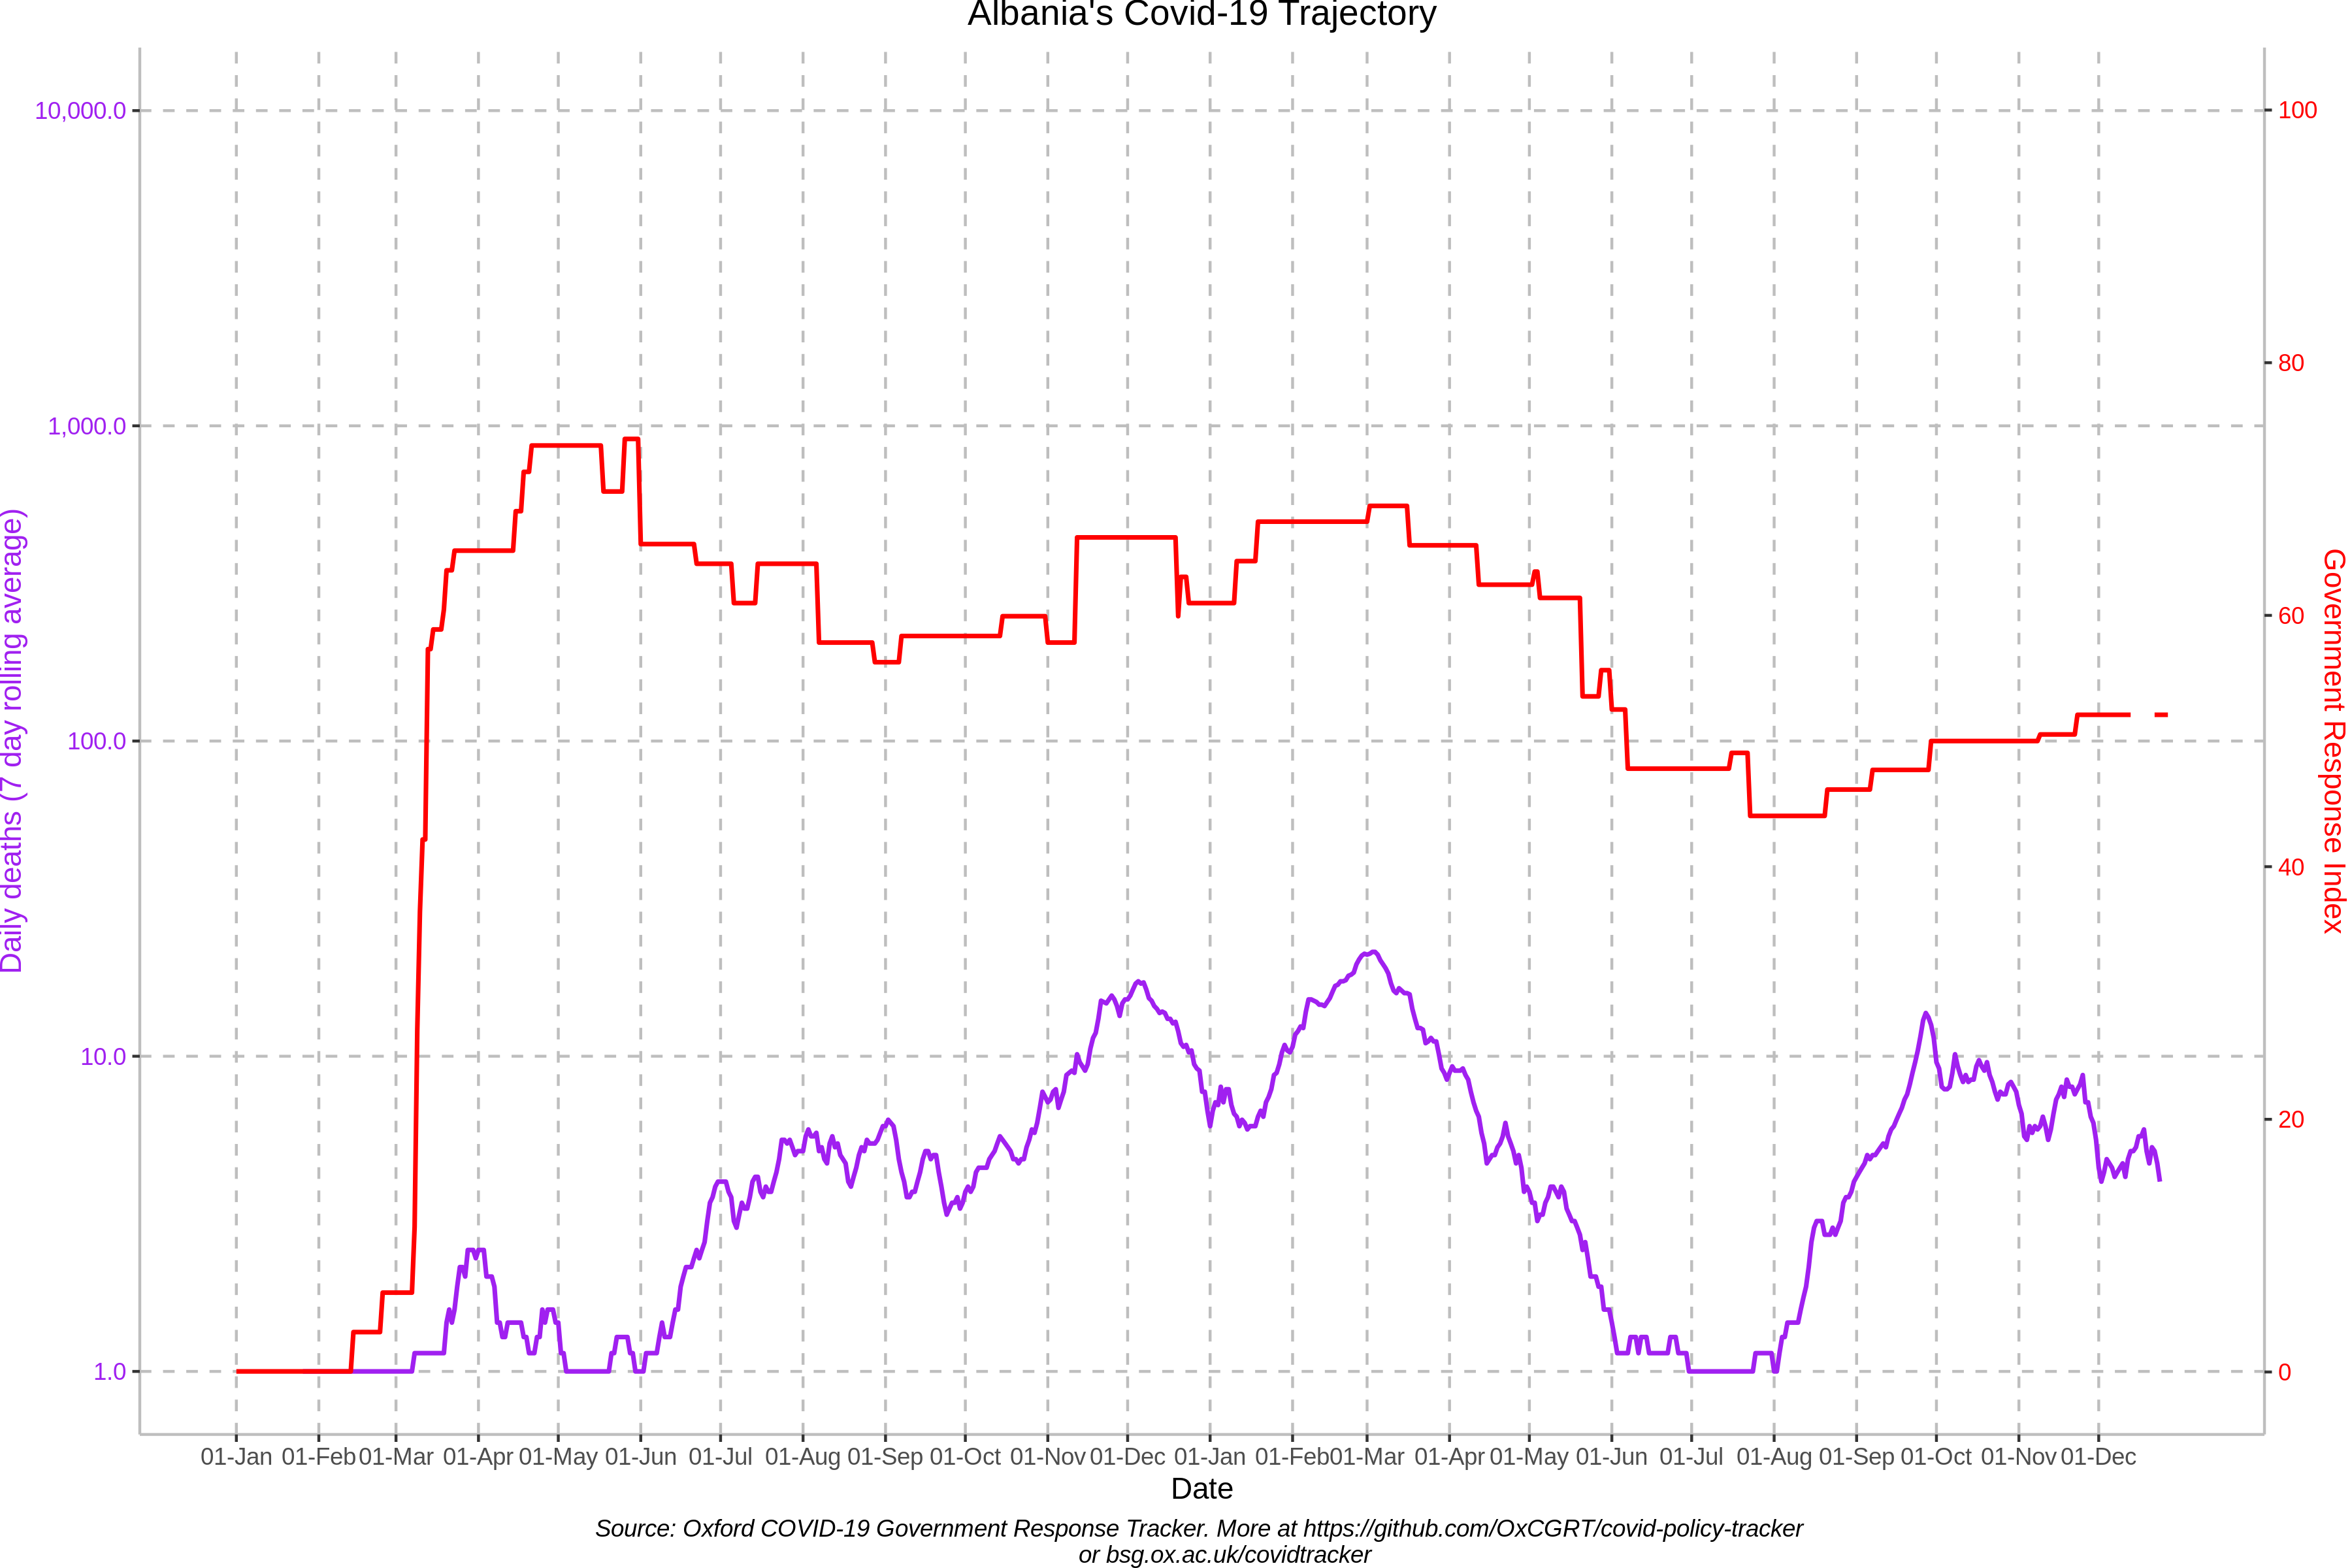 Albania's Covid-19 Trajectory
10,000.0
1,000.0
100.0
10.0
1.0
Daily deaths (7 day rolling average)
100
80
60
40
20
0
Government Response Index
01-Jan 01-Feb 01-Mar 01-Apr 01-May 01-Jun 01-Jul 01-Aug 01-Sep 01-Oct 01-Nov 01-Dec 01-Jan 01-Feb 01-Mar 01-Apr 01-May 01-Jun 01-Jul 01-Aug 01-Sep 01-Oct 01-Nov 01-Dec
Date
Source: Oxford COVID-19 Government Response Tracker. More at https://github.com/OxCGRT/covid-policy-tracker
or bsg.ox.ac.uk/covidtracker